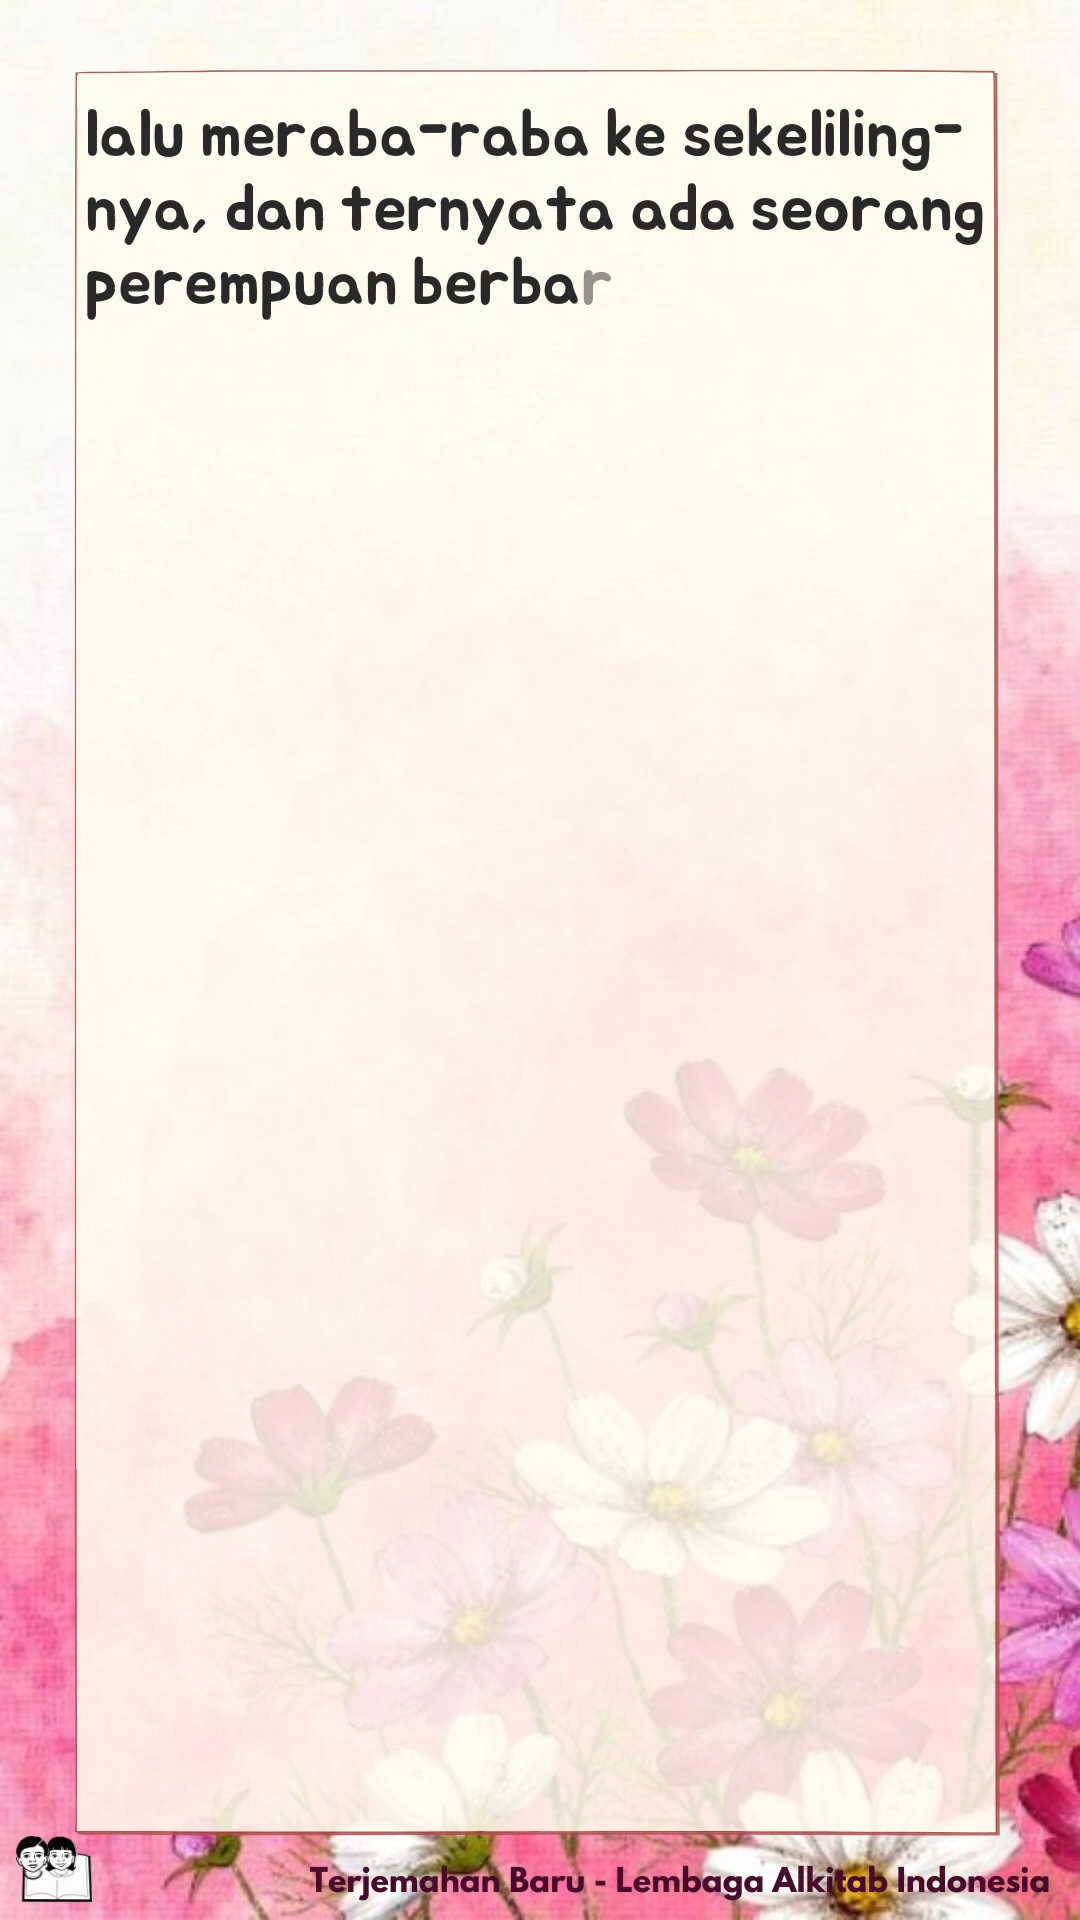 lalu meraba-raba ke sekeliling-
nya, dan ternyata ada seorang
perempuan berbar
Terjemahan Baru - Lembaga Alkitab Indonesia